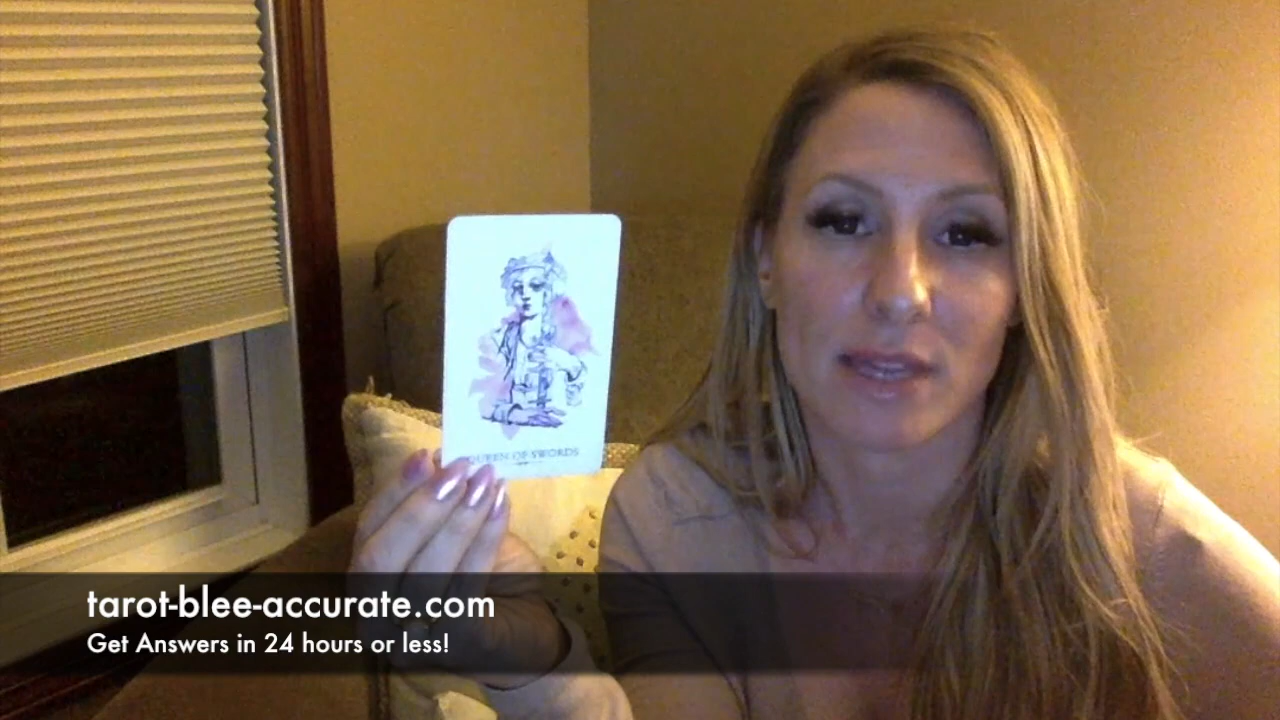 QUEEN OF SWORDS
tarot-blee-accurate.com
Get Answers in 24 hours or less!